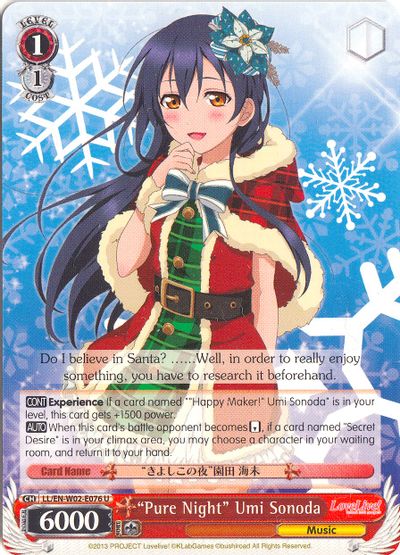 LEVEL
1
1
COST
Do I believe in Santa? ……Well, in order to really enjoy
something, you have to research it beforehand.
CONT Experience If a card named ""Happy Maker!" Umi Sonoda" is in your
level, this card gets +1500 power.
AUTO When this card's battle opponent becomes [▼], if a card named "Secret
Desire" is in your climax area, you may choose a character in your waiting
room, and return it to your hand.
Card Name "きよしこの夜"園田 海未
CH LL/EN-W02-E076 U
6000
"Pure Night" Umi Sonoda
LoveLive!
Music
©2013 PROJECT Lovelive! ©KLabGames ©bushiroad All Rights Reserved.